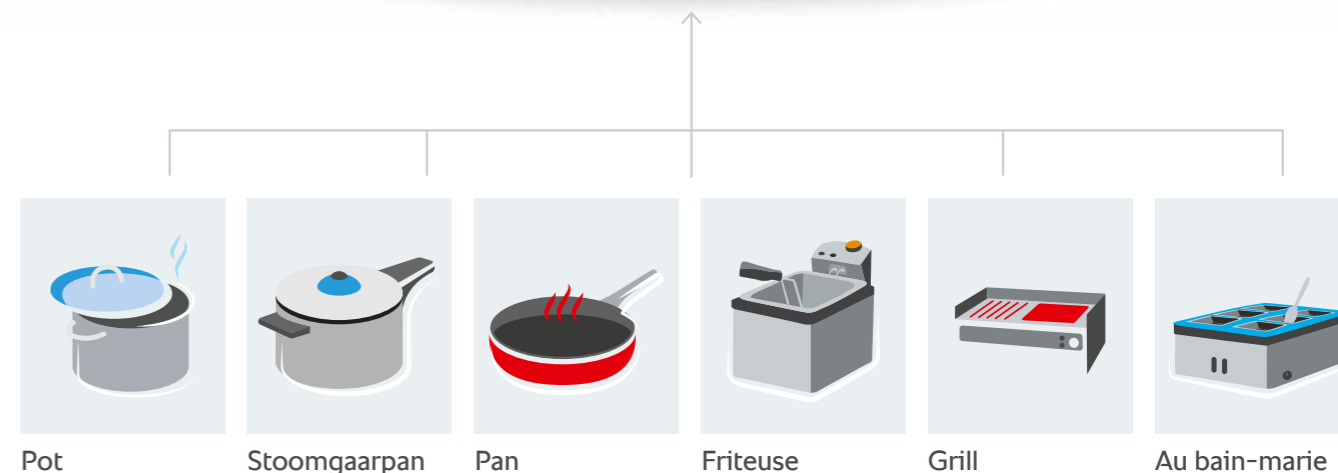 Pot
Stoomgaarpan
Pan
Friteuse
Grill
Au bain-marie